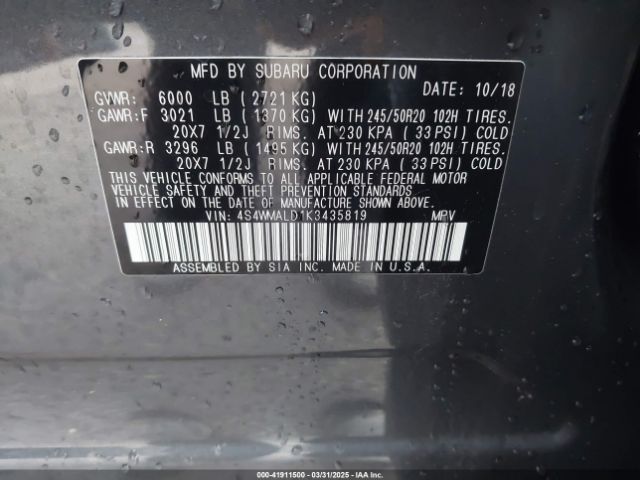 MFD BY SUBARU CORPORATION
DATE: 10/18
GVWR: 6000 LB ( 2721 KG)
GAWR:F 3021 LB ( 1370 KG) WITH 245/50R20 102H TIRES.
20X7 1/2J RIMS. AT 230 KPA ( 33 PSI) COLD
GAWR:R 3296 LB ( 1495 KG) WITH 245/50R20 102H TIRES.
20X7 1/2J RIMS. AT 230 KPA ( 33 PSI) COLD
THIS VEHICLE CONFORMS TO ALL APPLICABLE FEDERAL MOTOR
VEHICLE SAFETY AND THEFT PREVENTION STANDARDS
IN EFFECT ON THE DATE OF MANUFACTURE SHOWN ABOVE.
VIN: 4S4WMALD1K3435819 MPV
ASSEMBLED BY SIA INC. MADE IN U.S.A.
000-41911500 - 03/31/2025 - IAAI